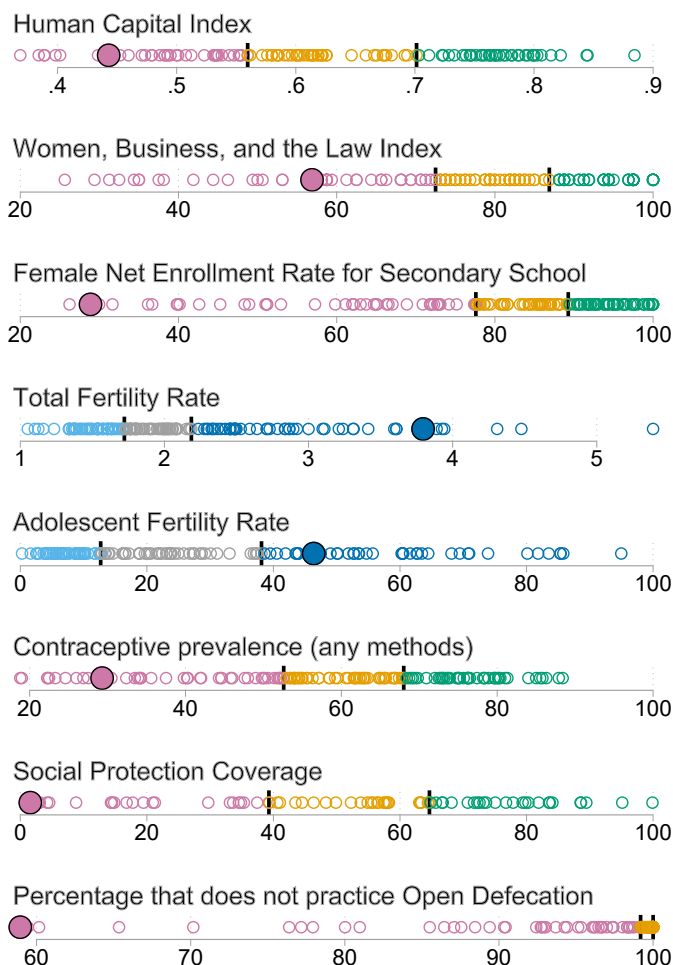 Human Capital Index
.4 .5 .6 .7 .8 .9
Women, Business, and the Law Index
20 40 60 80 100
Female Net Enrollment Rate for Secondary School
20 40 60 80 100
Total Fertility Rate
1 2 3 4 5
Adolescent Fertility Rate
0 20 40 60 80 100
Contraceptive prevalence (any methods)
20 40 60 80 100
Social Protection Coverage
0 20 40 60 80 100
Percentage that does not practice Open Defecation
60 70 80 90 100